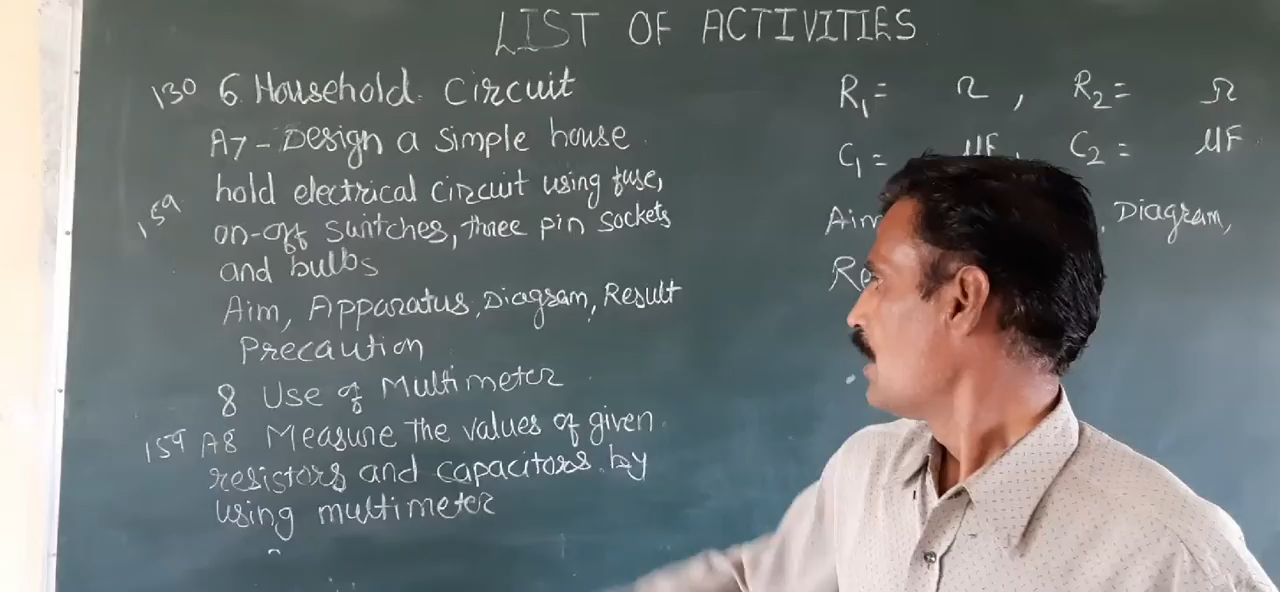 LIST OF ACTIVITIES
130 6 Household Circuit
A7 - Design a simple house
hold electrical circuit using fuse,
159
on-off switches, three pin sockets
and bulbs
Aim, Apparatus, Diagram, Result
Precaution
8 Use of Multimeter
159 A8 Measure the values of given
resistors and capacitors by
using multimeter
R₁ = Ω , R₂ = Ω
C₁ = μF, C₂ = μF
Aim Diagram,